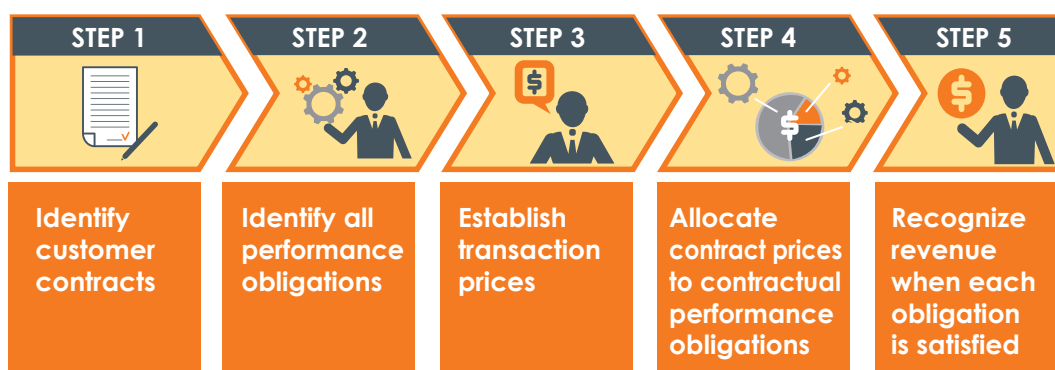 STEP 1
STEP 2
STEP 3
STEP 4
STEP 5
$
$
$
Identify
customer
contracts
Identify all
performance
obligations
Establish
transaction
prices
Allocate
contract prices
to contractual
performance
obligations
Recognize
revenue
when each
obligation
is satisfied